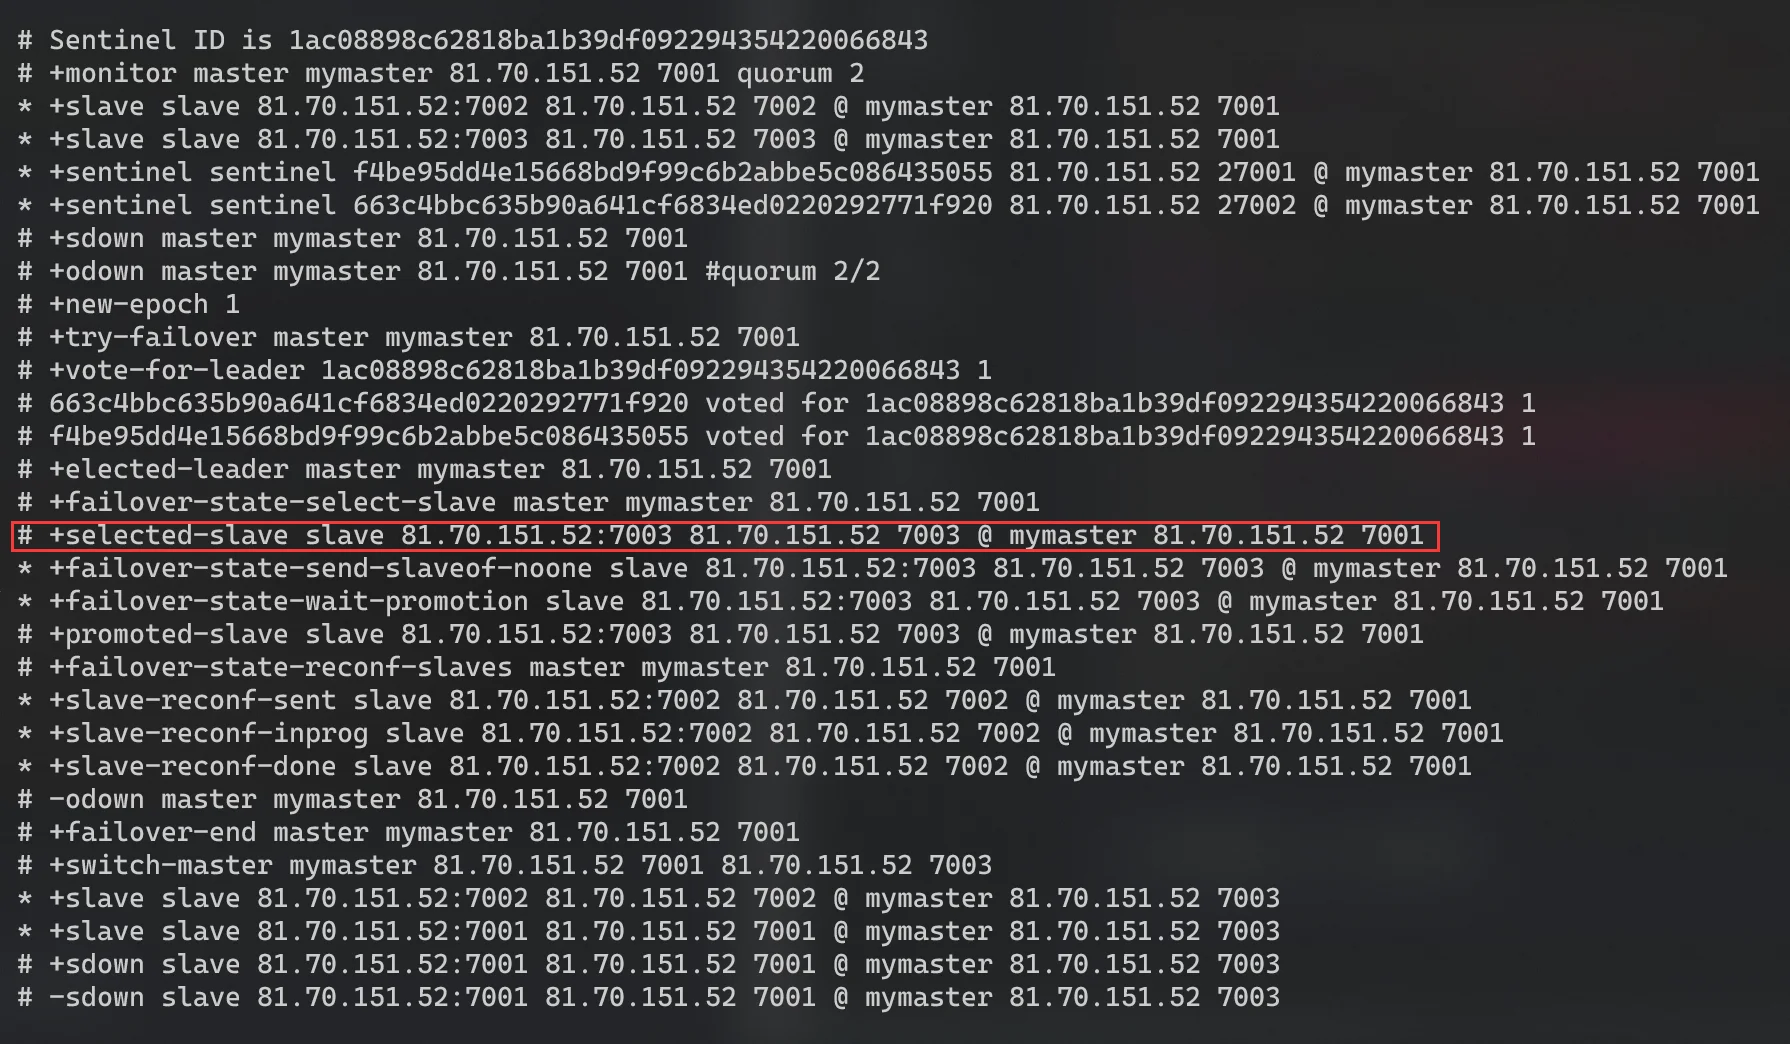 # Sentinel ID is 1ac08898c62818ba1b39df092294354220066843
# +monitor master mymaster 81.70.151.52 7001 quorum 2
* +slave slave 81.70.151.52:7002 81.70.151.52 7002 @ mymaster 81.70.151.52 7001
* +slave slave 81.70.151.52:7003 81.70.151.52 7003 @ mymaster 81.70.151.52 7001
* +sentinel sentinel f4be95dd4e15668bd9f99c6b2abbe5c086435055 81.70.151.52 27001 @ mymaster 81.70.151.52 7001
* +sentinel sentinel 663c4bbc635b90a641cf6834ed0220292771f920 81.70.151.52 27002 @ mymaster 81.70.151.52 7001
# +sdown master mymaster 81.70.151.52 7001
# +odown master mymaster 81.70.151.52 7001 #quorum 2/2
# +new-epoch 1
# +try-failover master mymaster 81.70.151.52 7001
# +vote-for-leader 1ac08898c62818ba1b39df092294354220066843 1
# 663c4bbc635b90a641cf6834ed0220292771f920 voted for 1ac08898c62818ba1b39df092294354220066843 1
# f4be95dd4e15668bd9f99c6b2abbe5c086435055 voted for 1ac08898c62818ba1b39df092294354220066843 1
# +elected-leader master mymaster 81.70.151.52 7001
# +failover-state-select-slave master mymaster 81.70.151.52 7001
# +selected-slave slave 81.70.151.52:7003 81.70.151.52 7003 @ mymaster 81.70.151.52 7001
* +failover-state-send-slaveof-noone slave 81.70.151.52:7003 81.70.151.52 7003 @ mymaster 81.70.151.52 7001
* +failover-state-wait-promotion slave 81.70.151.52:7003 81.70.151.52 7003 @ mymaster 81.70.151.52 7001
# +promoted-slave slave 81.70.151.52:7003 81.70.151.52 7003 @ mymaster 81.70.151.52 7001
# +failover-state-reconf-slaves master mymaster 81.70.151.52 7001
* +slave-reconf-sent slave 81.70.151.52:7002 81.70.151.52 7002 @ mymaster 81.70.151.52 7001
* +slave-reconf-inprog slave 81.70.151.52:7002 81.70.151.52 7002 @ mymaster 81.70.151.52 7001
* +slave-reconf-done slave 81.70.151.52:7002 81.70.151.52 7002 @ mymaster 81.70.151.52 7001
# -odown master mymaster 81.70.151.52 7001
# +failover-end master mymaster 81.70.151.52 7001
# +switch-master mymaster 81.70.151.52 7001 81.70.151.52 7003
* +slave slave 81.70.151.52:7002 81.70.151.52 7002 @ mymaster 81.70.151.52 7003
* +slave slave 81.70.151.52:7001 81.70.151.52 7001 @ mymaster 81.70.151.52 7003
# +sdown slave 81.70.151.52:7001 81.70.151.52 7001 @ mymaster 81.70.151.52 7003
# -sdown slave 81.70.151.52:7001 81.70.151.52 7001 @ mymaster 81.70.151.52 7003